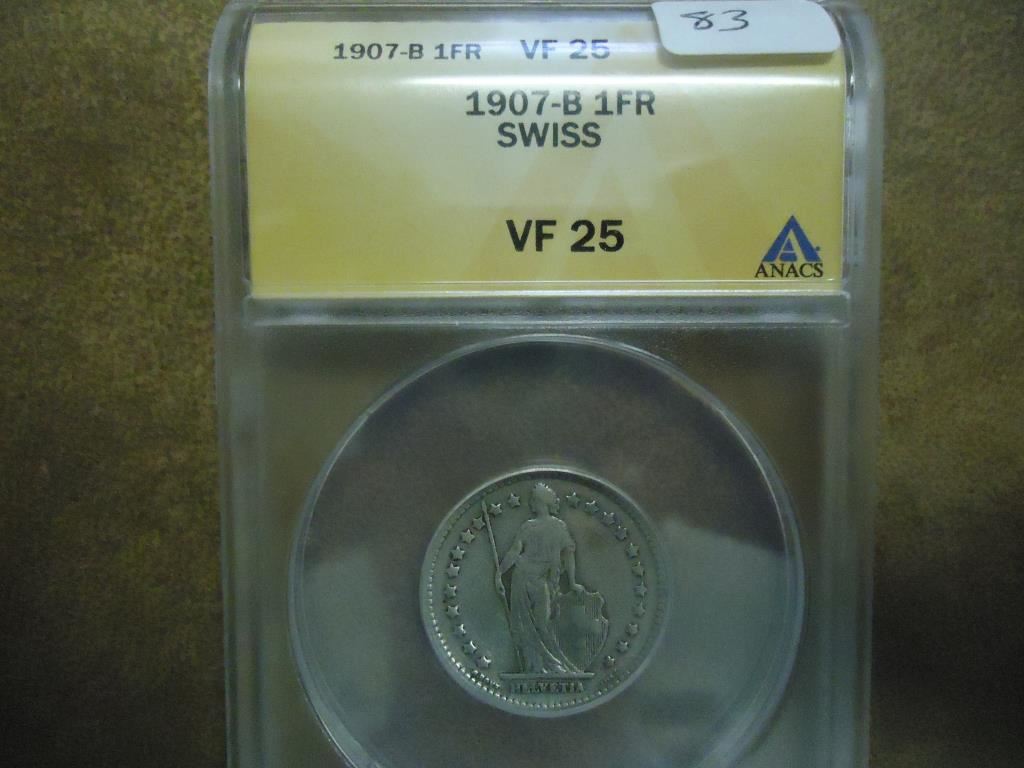 83
1907-B 1FR VF 25
1907-B 1FR
SWISS
VF 25
ANACS
HELVETIA